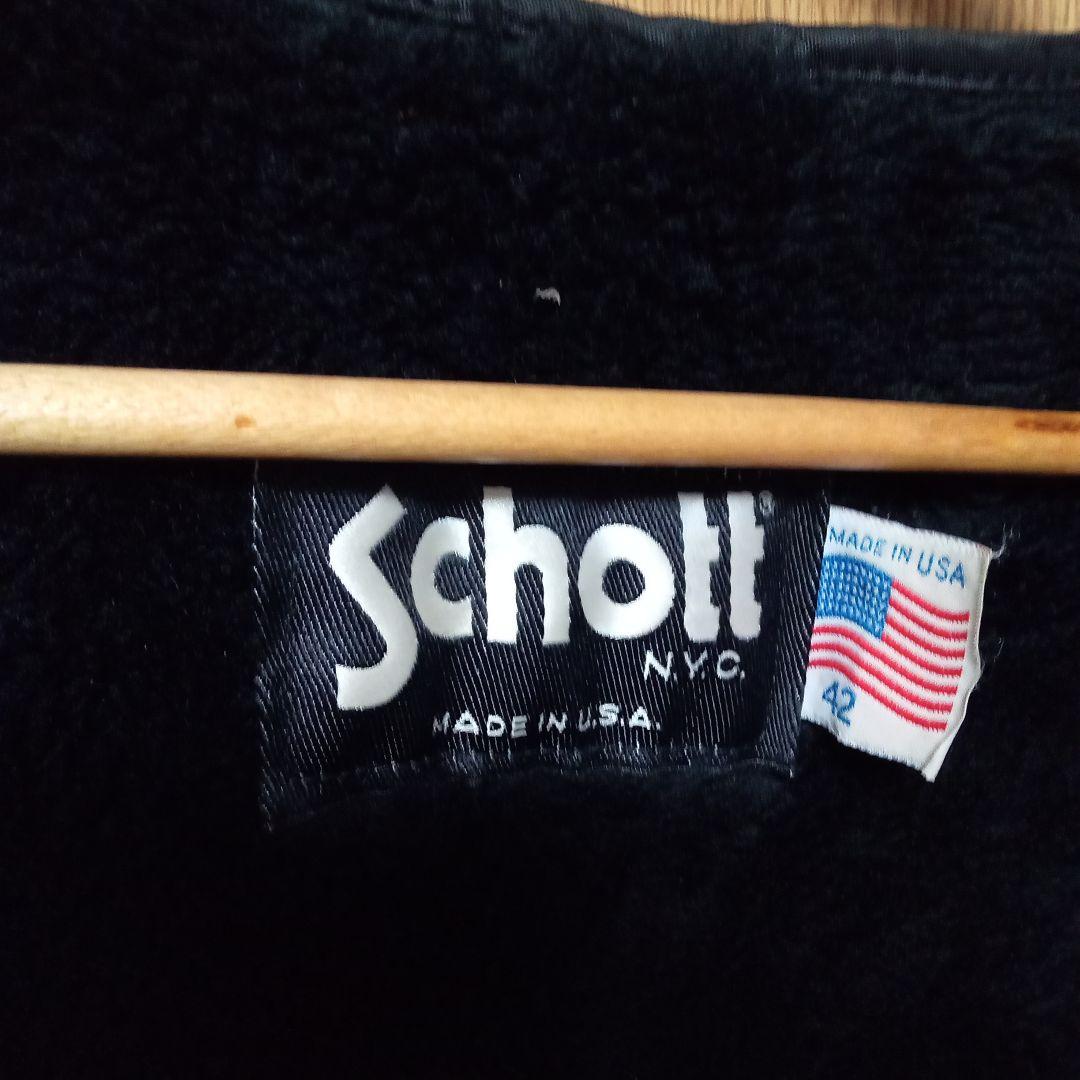 Schott®
N.Y.C.
MADE IN U.S.A.
MADE IN USA
42